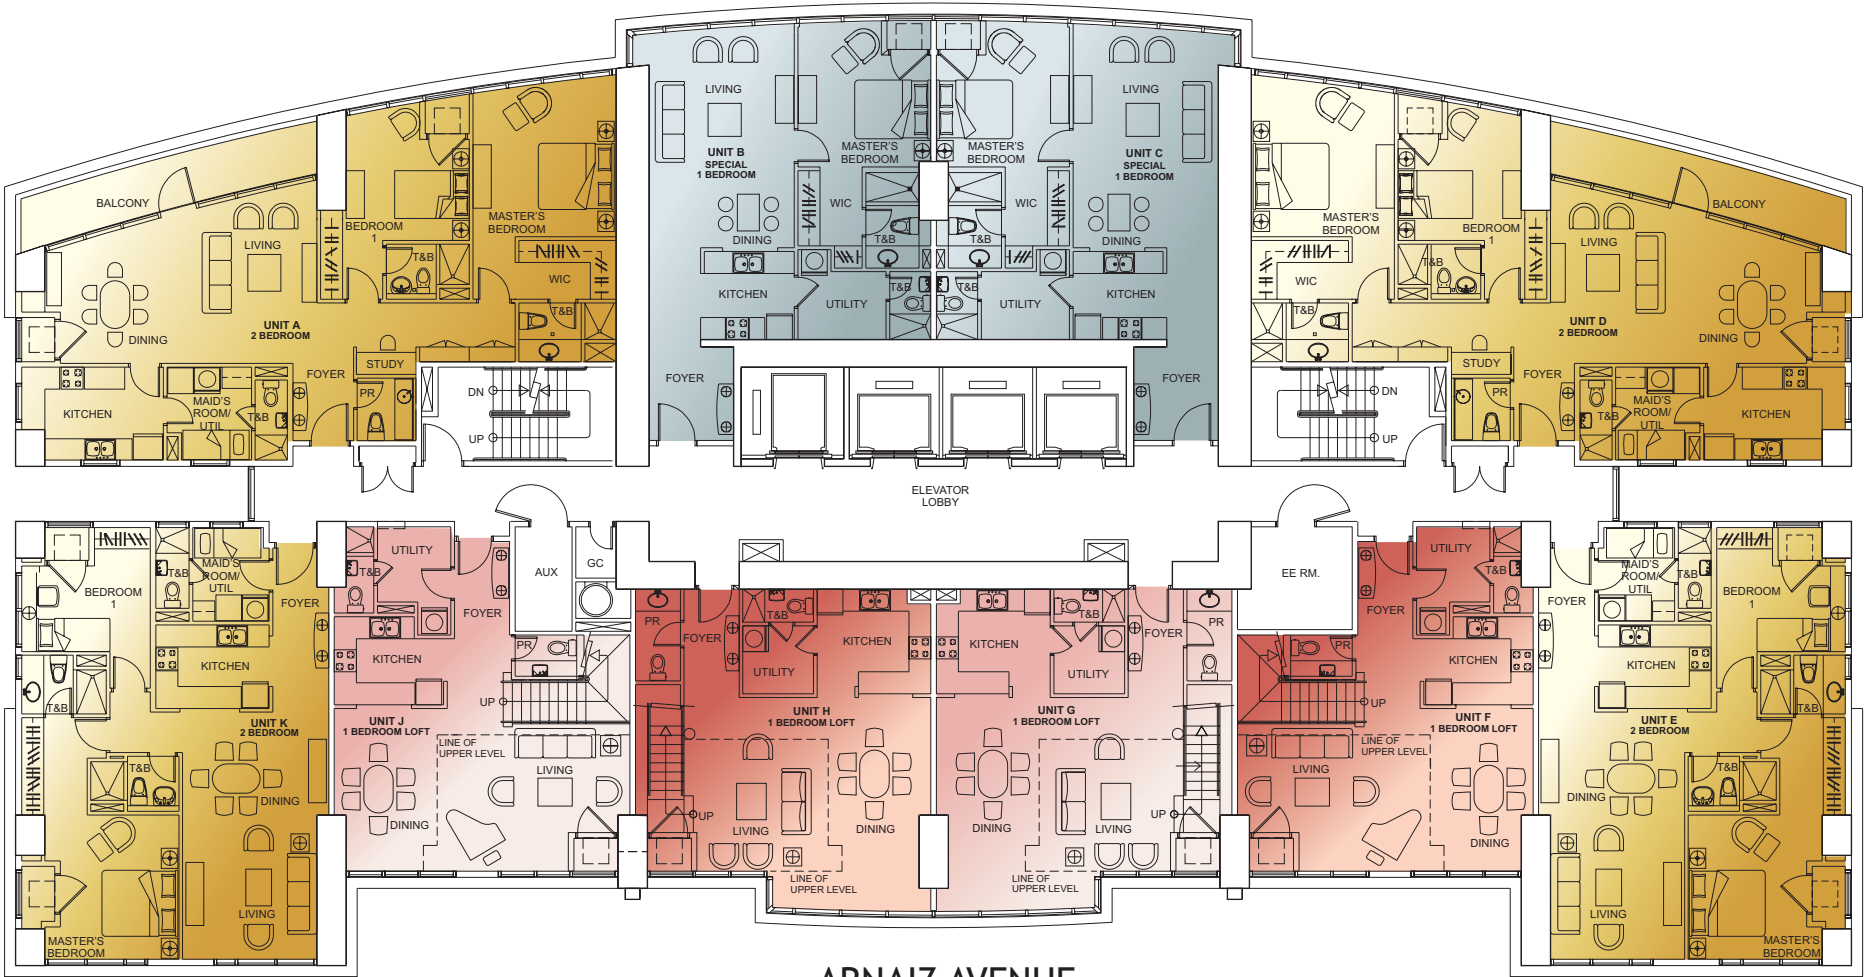 BALCONY
LIVING
DINING
UNIT A
2 BEDROOM
BEDROOM
1
MASTER'S
BEDROOM
T&B
WIC
T&B
STUDY
FOYER
PR
KITCHEN
MAID'S
ROOM/
UTIL
T&B
DN
UP
LIVING
UNIT B
SPECIAL
1 BEDROOM
MASTER'S
BEDROOM
WIC
DINING
T&B
KITCHEN
UTILITY
T&B
FOYER
LIVING
UNIT C
SPECIAL
1 BEDROOM
MASTER'S
BEDROOM
WIC
DINING
T&B
KITCHEN
UTILITY
T&B
FOYER
MASTER'S
BEDROOM
BEDROOM
1
WIC
T&B
T&B
LIVING
BALCONY
UNIT D
2 BEDROOM
DINING
STUDY
FOYER
PR
MAID'S
ROOM/
UTIL
T&B
KITCHEN
DN
UP
ELEVATOR
LOBBY
BEDROOM
1
T&B
MAID'S
ROOM/
UTIL
FOYER
KITCHEN
T&B
UNIT K
2 BEDROOM
T&B
DINING
LIVING
MASTER'S
BEDROOM
UTILITY
T&B
FOYER
KITCHEN
AUX
GC
PR
UP
UNIT J
1 BEDROOM LOFT
LINE OF
UPPER LEVEL
LIVING
DINING
PR
FOYER
T&B
KITCHEN
UTILITY
UNIT H
1 BEDROOM LOFT
UP
LIVING
DINING
LINE OF
UPPER LEVEL
KITCHEN
T&B
FOYER
PR
UTILITY
UNIT G
1 BEDROOM LOFT
DINING
LIVING
UP
LINE OF
UPPER LEVEL
EE RM.
UTILITY
T&B
FOYER
PR
KITCHEN
UP
UNIT F
1 BEDROOM LOFT
LINE OF
UPPER LEVEL
LIVING
DINING
MAID'S
ROOM/
UTIL
T&B
BEDROOM
1
FOYER
KITCHEN
T&B
UNIT E
2 BEDROOM
T&B
DINING
LIVING
MASTER'S
BEDROOM
ARNAIZ AVENUE